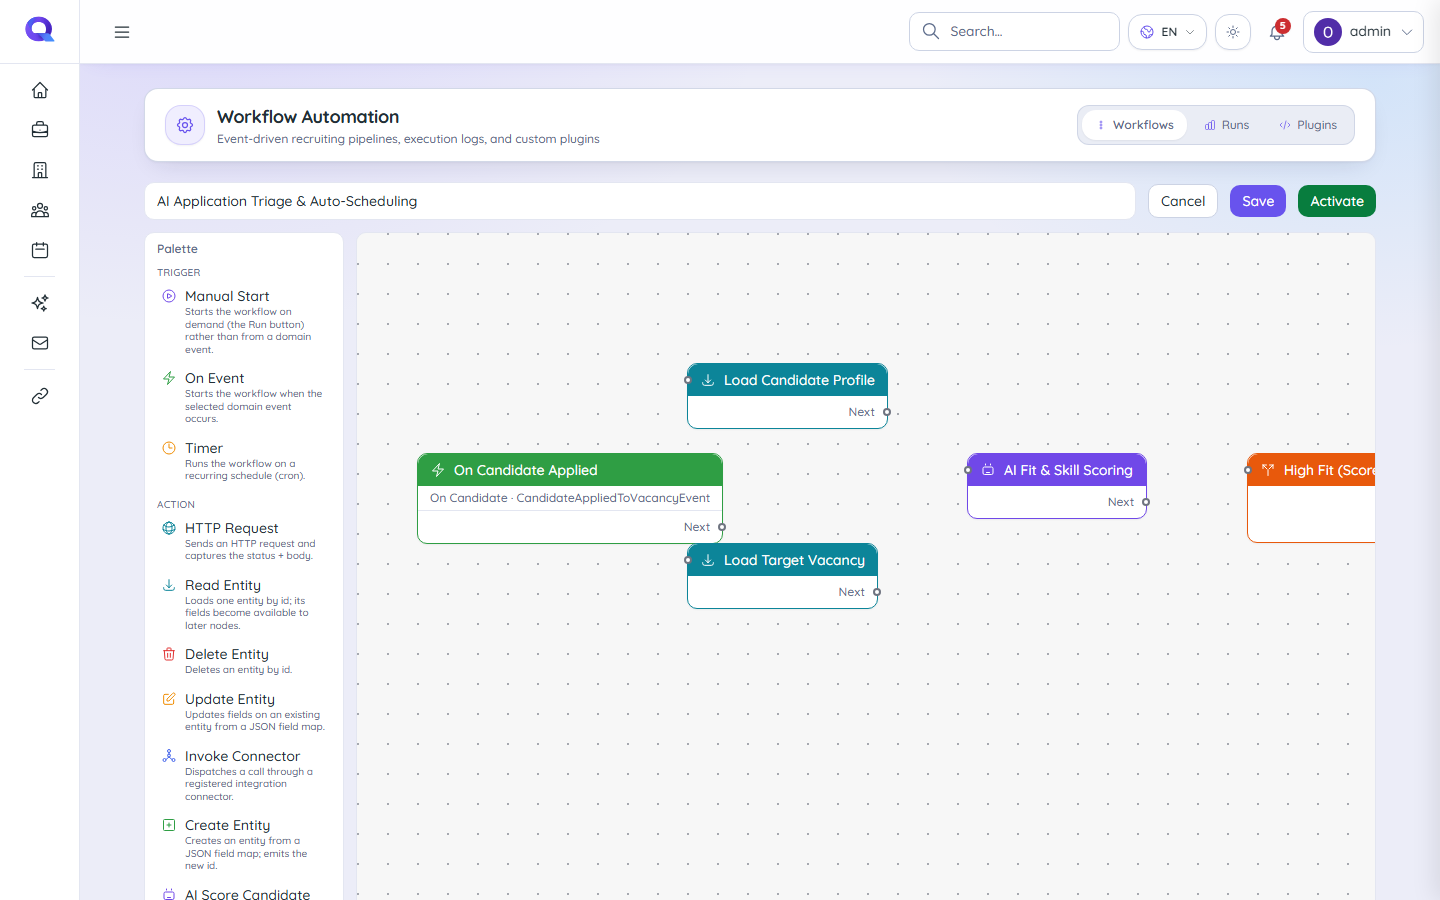 Search...
EN
5
O
admin
Workflow Automation
Event-driven recruiting pipelines, execution logs, and custom plugins
Workflows
Runs
Plugins
AI Application Triage & Auto-Scheduling
Cancel
Save
Activate
Palette
TRIGGER
Manual Start
Starts the workflow on
demand (the Run button)
rather than from a domain
event.
On Event
Starts the workflow when the
selected domain event
occurs.
Timer
Runs the workflow on a
recurring schedule (cron).
ACTION
HTTP Request
Sends an HTTP request and
captures the status + body.
Read Entity
Loads one entity by id; its
fields become available to
later nodes.
Delete Entity
Deletes an entity by id.
Update Entity
Updates fields on an existing
entity from a JSON field map.
Invoke Connector
Dispatches a call through a
registered integration
connector.
Create Entity
Creates an entity from a
JSON field map; emits the
new id.
AI Score Candidate
Load Candidate Profile
Next
On Candidate Applied
On Candidate · CandidateAppliedToVacancyEvent
Next
Load Target Vacancy
Next
AI Fit & Skill Scoring
Next
High Fit (Score